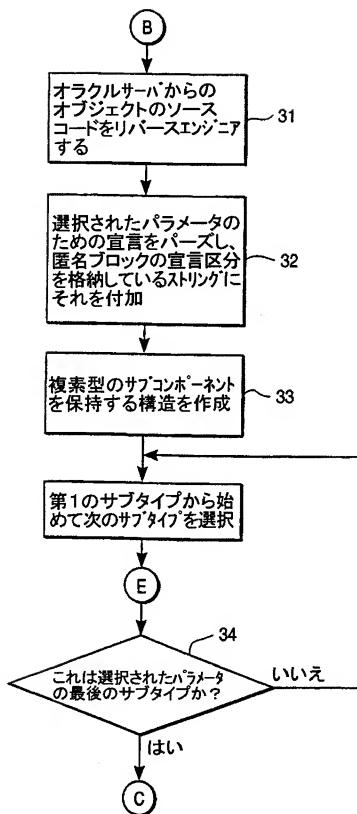 B
オラクルサーバからの
オブジェクトのソース
コードをリバースエンジニア
する
31
選択されたパラメータの
ための宣言をパーズし、
匿名ブロックの宣言区分
を格納しているストリングに
それを付加
32
複素型のサブコンポーネント
を保持する構造を作成
33
第1のサブタイプから始
めて次のサブタイプを選択
E
34
これは選択されたパラメータ
の最後のサブタイプか？
いいえ
はい
C